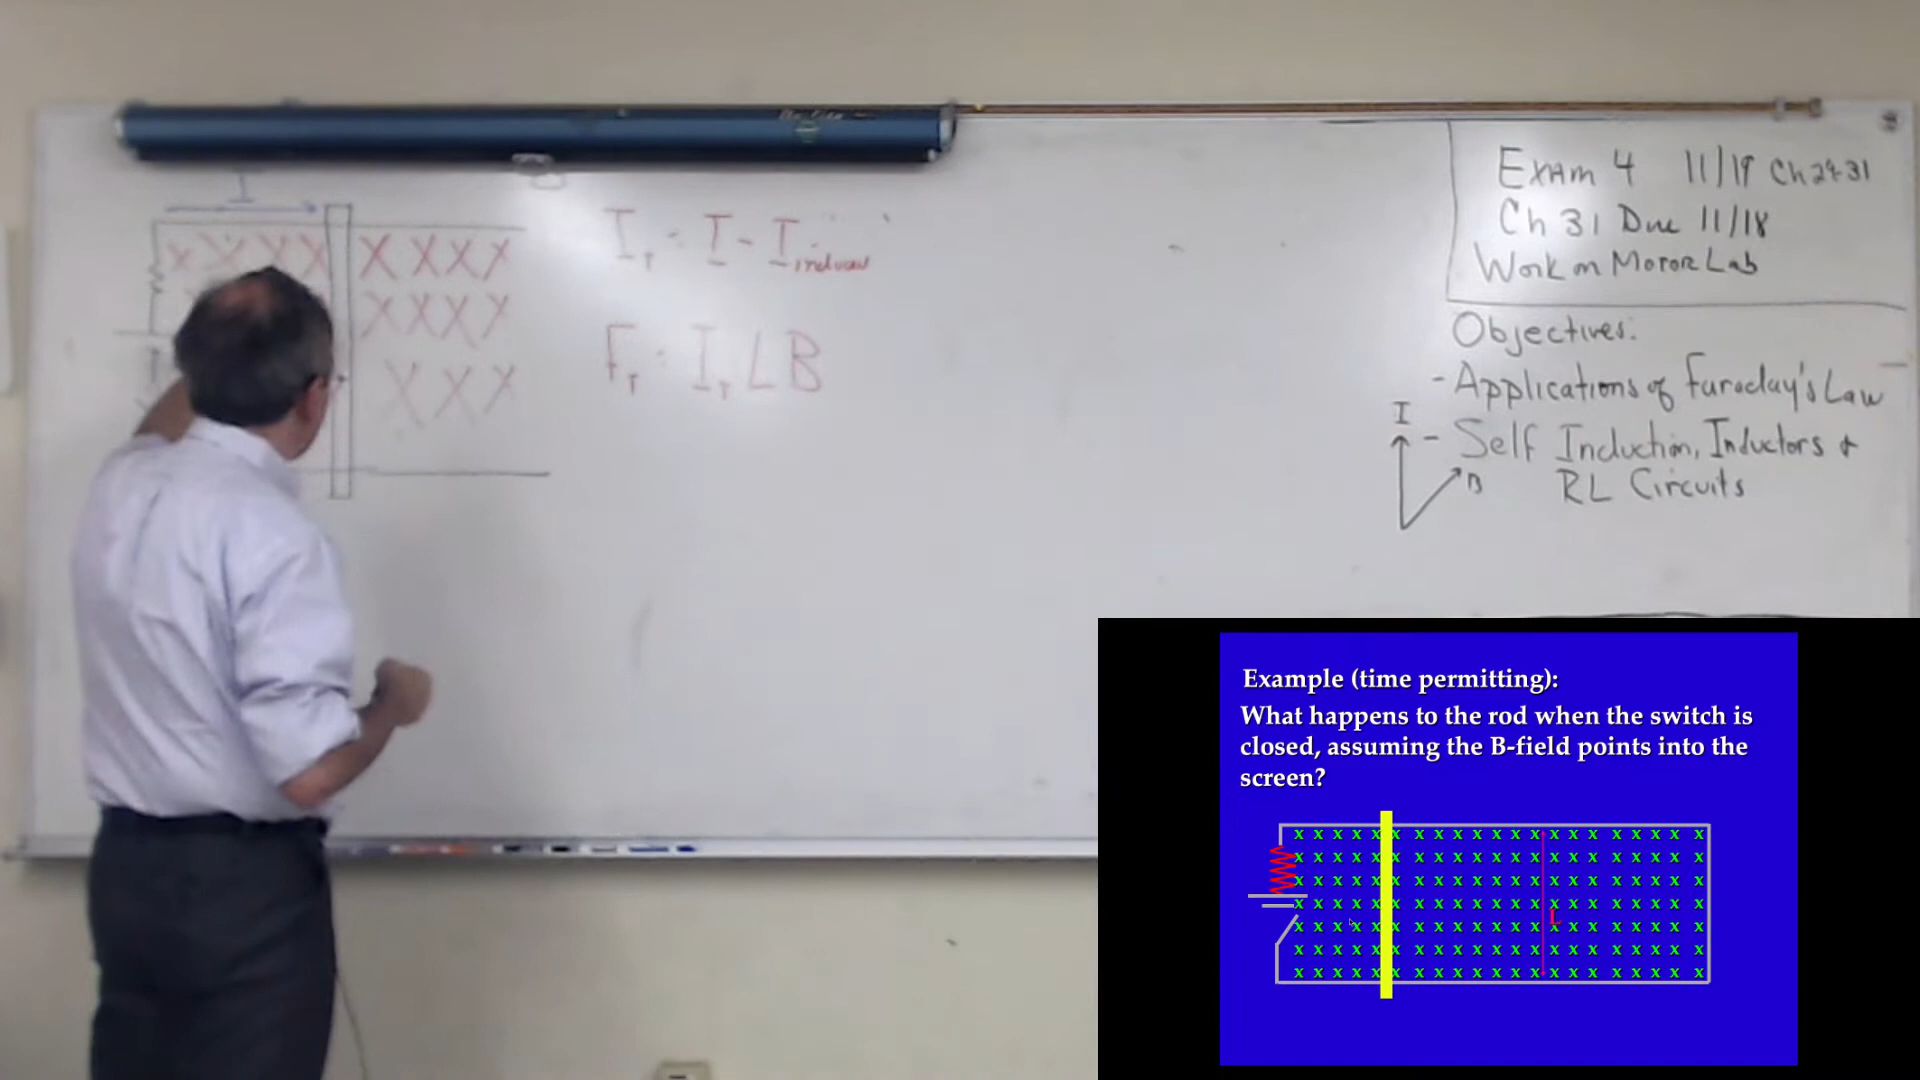 I
X X X X X X X X
X X X X
X X X
I_T = I - I_induced
F_T = I_T L B
Exam 4 11/19 Ch 29-31
Ch 31 Due 11/18
Work on Motor Lab
Objectives:
- Applications of Faraday's Law
- Self Induction, Inductors &
RL Circuits
I
B
Example (time permitting):
What happens to the rod when the switch is
closed, assuming the B-field points into the
screen?
x x x x x x x x x x x x x x x x x x x x x
x x x x x x x x x x x x x x x x x x x x x
x x x x x x x x x x x x x x x x x x x x x
x x x x x x x x x x x x x x x x x x x x x
x x x x x x x x x x x x x x x x x x x x x
L
x x x x x x x x x x x x x x x x x x x x x
x x x x x x x x x x x x x x x x x x x x x